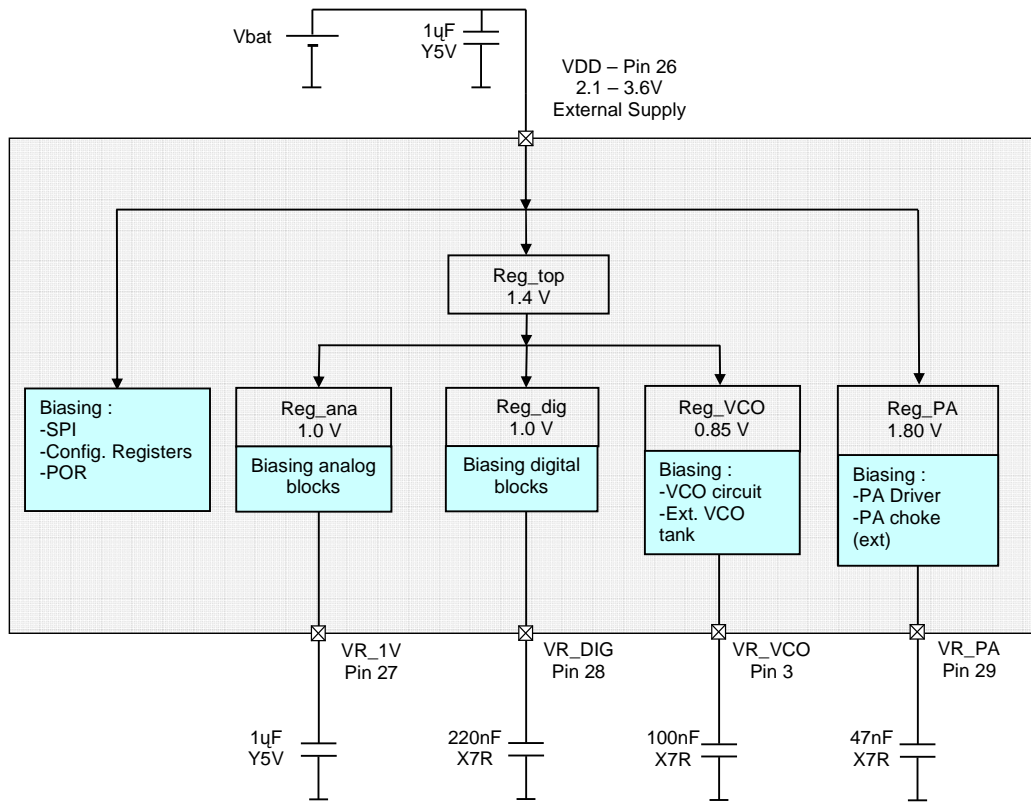 Vbat
1ųF
Y5V
VDD – Pin 26
2.1 – 3.6V
External Supply
Reg_top
1.4 V
Biasing :
-SPI
-Config. Registers
-POR
Reg_ana
1.0 V
Biasing analog
blocks
Reg_dig
1.0 V
Biasing digital
blocks
Reg_VCO
0.85 V
Biasing :
-VCO circuit
-Ext. VCO
tank
Reg_PA
1.80 V
Biasing :
-PA Driver
-PA choke
(ext)
VR_1V
Pin 27
VR_DIG
Pin 28
VR_VCO
Pin 3
VR_PA
Pin 29
1ųF
Y5V
220nF
X7R
100nF
X7R
47nF
X7R